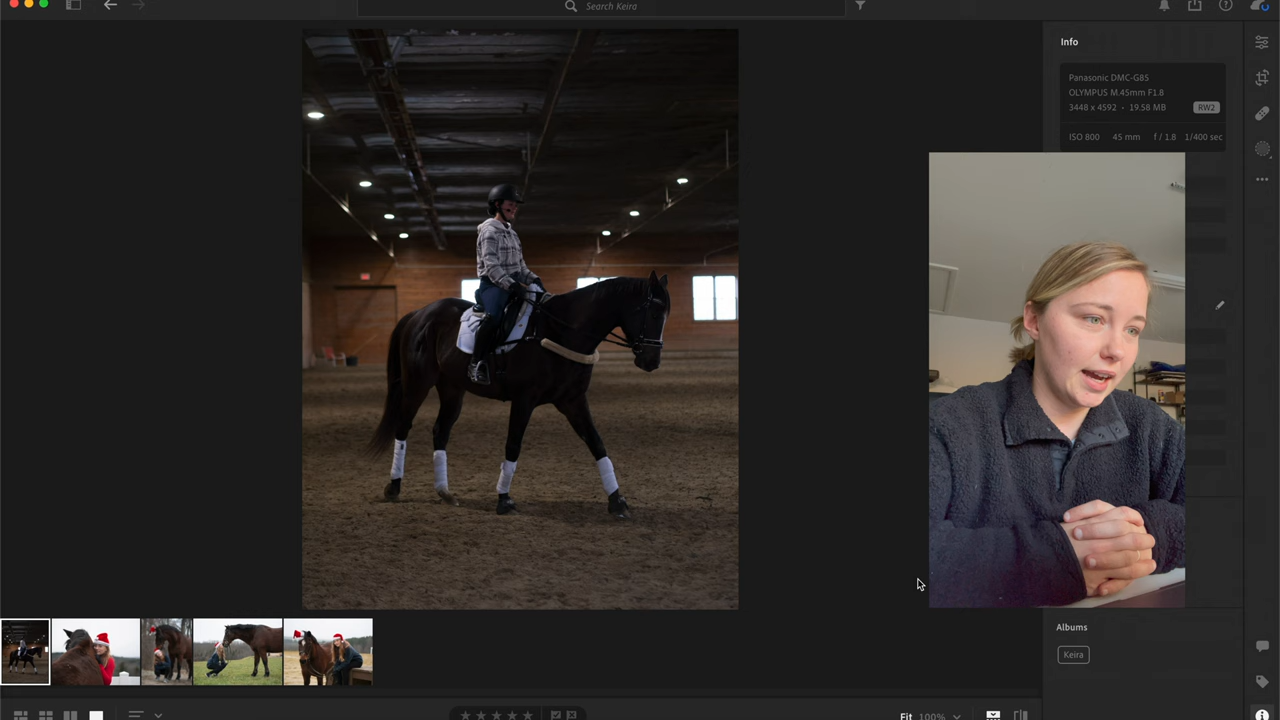 Search Keira
Info
Panasonic DMC-G85
OLYMPUS M.45mm F1.8
3448 x 4592 • 19.58 MB
RW2
ISO 800 45 mm f / 1.8 1/400 sec
Albums
Keira
Fit 100%